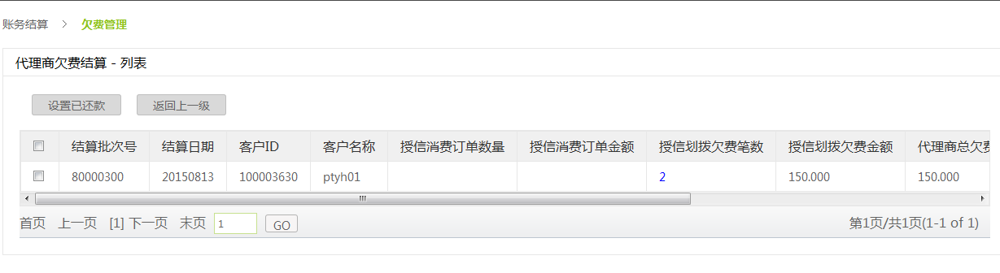 账务结算 > 欠费管理
代理商欠费结算 - 列表
设置已还款 返回上一级
结算批次号 结算日期 客户ID 客户名称 授信消费订单数量 授信消费订单金额 授信划拨欠费笔数 授信划拨欠费金额 代理商总欠费
80000300 20150813 100003630 ptyh01 2 150.000 150.000
首页 上一页 [1] 下一页 末页 1 GO 第1页/共1页(1-1 of 1)